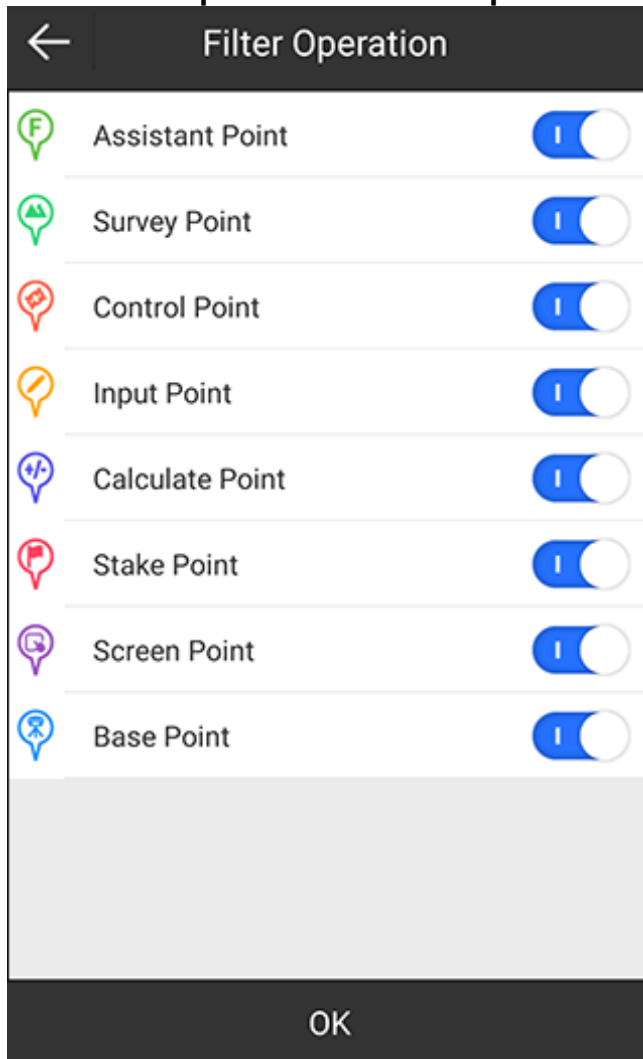 Filter Operation
F
Assistant Point
Survey Point
Control Point
Input Point
+/-
Calculate Point
Stake Point
Screen Point
Base Point
OK